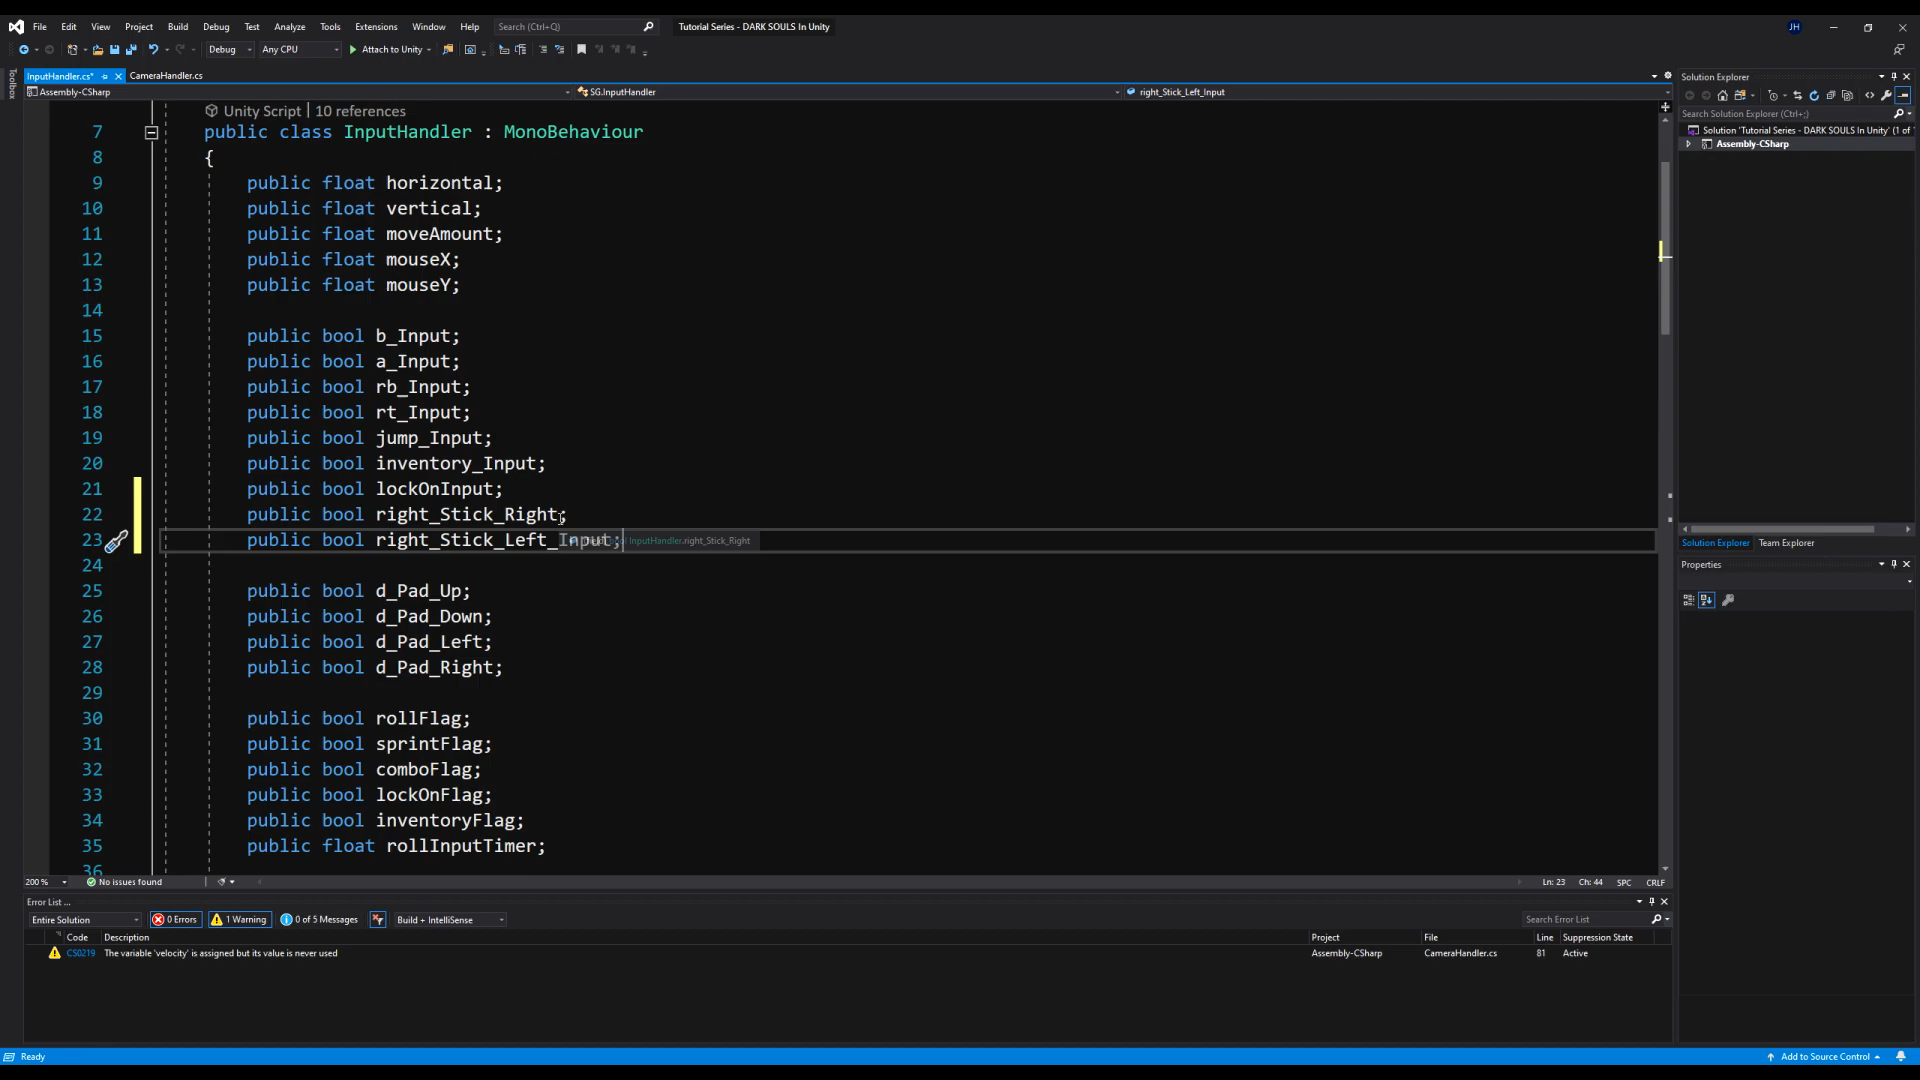 File Edit View Project Build Debug Test Analyze Tools Extensions Window Help Search (Ctrl+Q) Tutorial Series - DARK SOULS In Unity JH
Debug Any CPU Attach to Unity
Toolbox
InputHandler.cs* CameraHandler.cs
Assembly-CSharp SG.InputHandler right_Stick_Left_Input
Unity Script | 10 references
7 public class InputHandler : MonoBehaviour
8 {
9 public float horizontal;
10 public float vertical;
11 public float moveAmount;
12 public float mouseX;
13 public float mouseY;
14
15 public bool b_Input;
16 public bool a_Input;
17 public bool rb_Input;
18 public bool rt_Input;
19 public bool jump_Input;
20 public bool inventory_Input;
21 public bool lockOnInput;
22 public bool right_Stick_Right;
23 public bool right_Stick_Left_Input; InputHandler.right_Stick_Right
24
25 public bool d_Pad_Up;
26 public bool d_Pad_Down;
27 public bool d_Pad_Left;
28 public bool d_Pad_Right;
29
30 public bool rollFlag;
31 public bool sprintFlag;
32 public bool comboFlag;
33 public bool lockOnFlag;
34 public bool inventoryFlag;
35 public float rollInputTimer;
36
200 % No issues found Ln: 23 Ch: 44 SPC CRLF
Error List ...
Entire Solution 0 Errors 1 Warning 0 of 5 Messages Build + IntelliSense Search Error List
Code Description Project File Line Suppression State
CS0219 The variable 'velocity' is assigned but its value is never used Assembly-CSharp CameraHandler.cs 81 Active
Solution Explorer
Search Solution Explorer (Ctrl+;)
Solution 'Tutorial Series - DARK SOULS In Unity' (1 of
Assembly-CSharp
Solution Explorer Team Explorer
Properties
Ready Add to Source Control